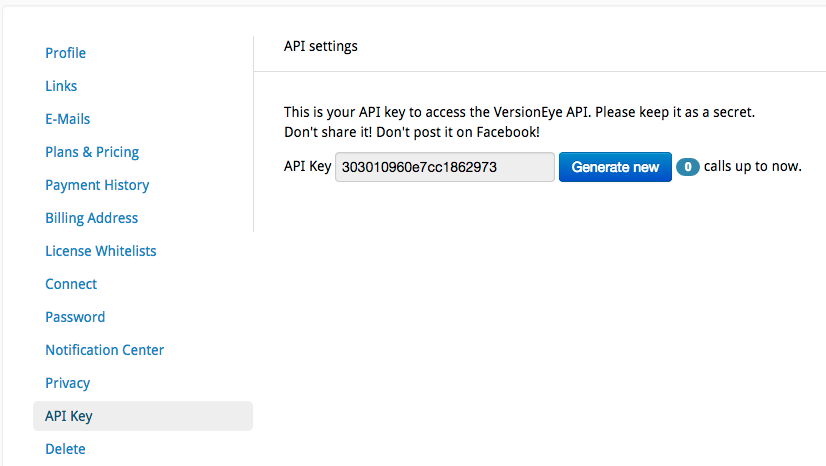 Profile
Links
E-Mails
Plans & Pricing
Payment History
Billing Address
License Whitelists
Connect
Password
Notification Center
Privacy
API Key
Delete
API settings
This is your API key to access the VersionEye API. Please keep it as a secret.
Don't share it! Don't post it on Facebook!
API Key 303010960e7cc1862973 Generate new 0 calls up to now.